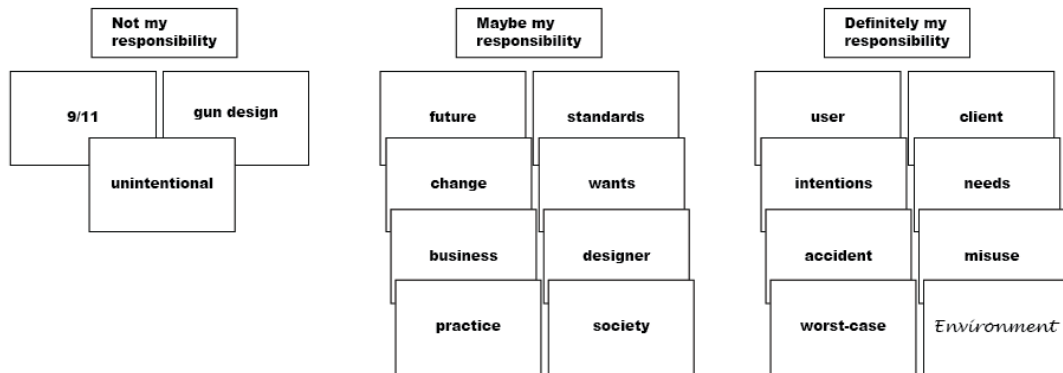 Not my
responsibility
9/11
gun design
unintentional
Maybe my
responsibility
future
standards
change
wants
business
designer
practice
society
Definitely my
responsibility
user
client
intentions
needs
accident
misuse
worst-case
Environment